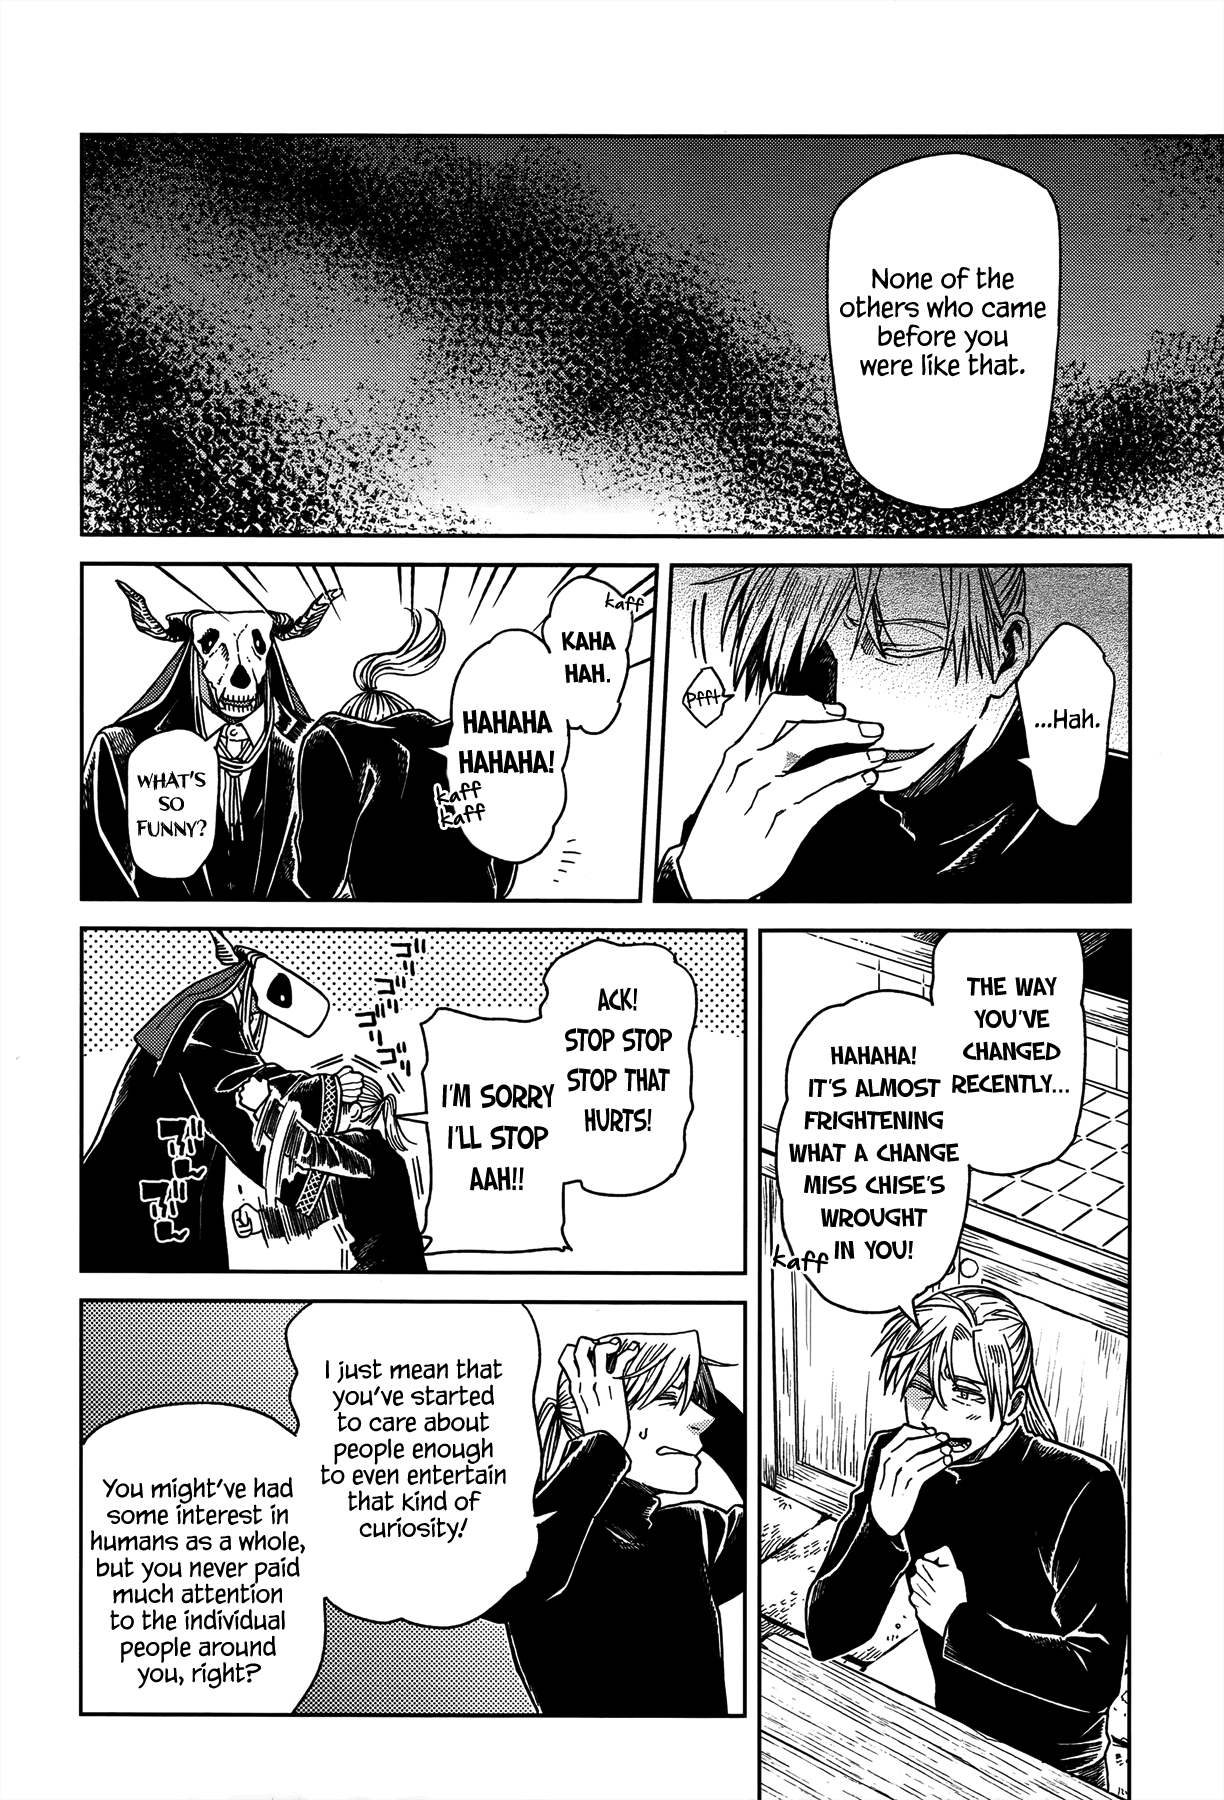 None of the
others who came
before you
were like that.
...Hah.
Pfft
kaff
KAHA
HAH.
HAHAHA
HAHAHA!
kaff
kaff
WHAT'S
SO
FUNNY?
THE WAY
YOU'VE
CHANGED
RECENTLY...
HAHAHA!
IT'S ALMOST
FRIGHTENING
WHAT A CHANGE
MISS CHISE'S
WROUGHT
IN YOU!
kaff
ACK!
STOP STOP
STOP THAT
HURTS!
I'M SORRY
I'LL STOP
AAH!!
ゴゴゴゴ
I just mean that
you've started
to care about
people enough
to even entertain
that kind of
curiosity!
You might've had
some interest in
humans as a whole,
but you never paid
much attention
to the individual
people around
you, right?